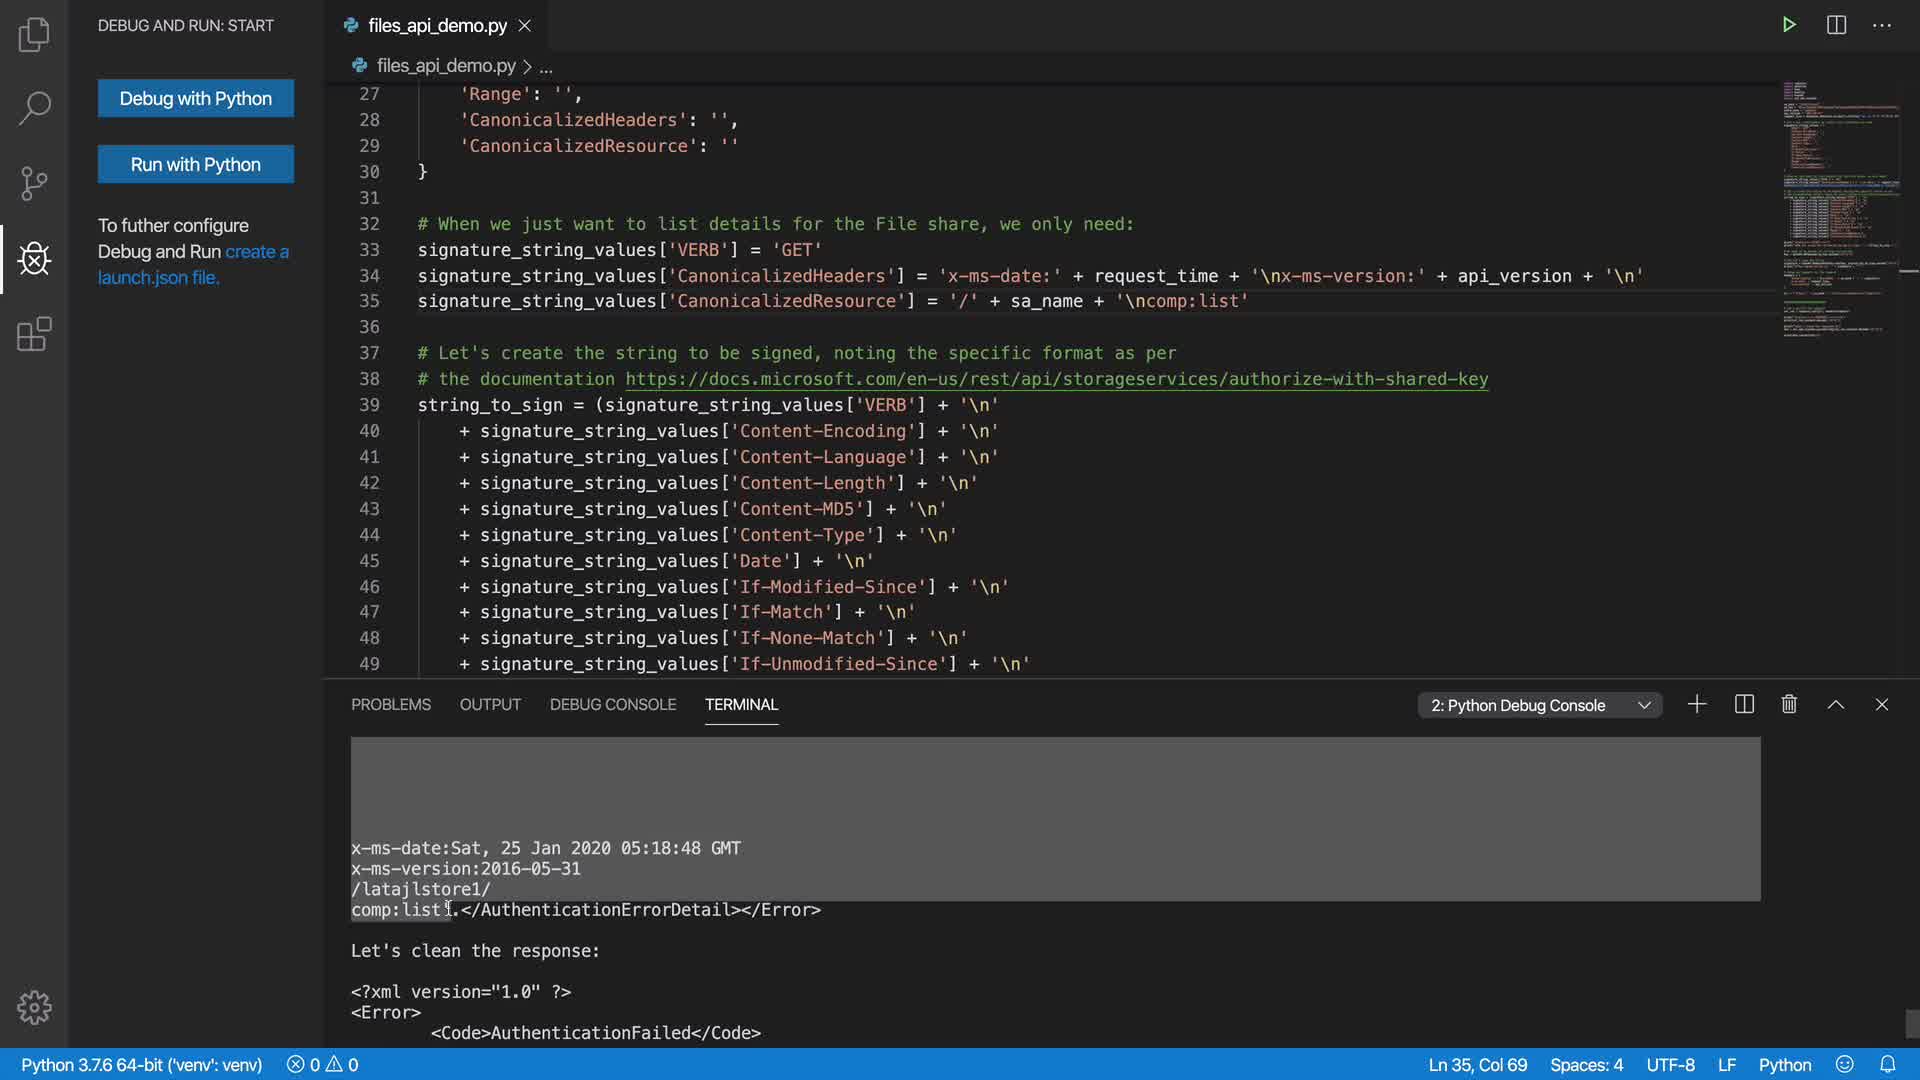 DEBUG AND RUN: START
Debug with Python
Run with Python
To futher configure
Debug and Run create a
launch.json file.
files_api_demo.py
files_api_demo.py > ...
27 'Range': '',
28 'CanonicalizedHeaders': '',
29 'CanonicalizedResource': ''
30 }
31
32 # When we just want to list details for the File share, we only need:
33 signature_string_values['VERB'] = 'GET'
34 signature_string_values['CanonicalizedHeaders'] = 'x-ms-date:' + request_time + '\nx-ms-version:' + api_version + '\n'
35 signature_string_values['CanonicalizedResource'] = '/' + sa_name + '\ncomp:list'
36
37 # Let's create the string to be signed, noting the specific format as per
38 # the documentation https://docs.microsoft.com/en-us/rest/api/storageservices/authorize-with-shared-key
39 string_to_sign = (signature_string_values['VERB'] + '\n'
40 + signature_string_values['Content-Encoding'] + '\n'
41 + signature_string_values['Content-Language'] + '\n'
42 + signature_string_values['Content-Length'] + '\n'
43 + signature_string_values['Content-MD5'] + '\n'
44 + signature_string_values['Content-Type'] + '\n'
45 + signature_string_values['Date'] + '\n'
46 + signature_string_values['If-Modified-Since'] + '\n'
47 + signature_string_values['If-Match'] + '\n'
48 + signature_string_values['If-None-Match'] + '\n'
49 + signature_string_values['If-Unmodified-Since'] + '\n'
PROBLEMS OUTPUT DEBUG CONSOLE TERMINAL 2: Python Debug Console
x-ms-date:Sat, 25 Jan 2020 05:18:48 GMT
x-ms-version:2016-05-31
/latajlstore1/
comp:list'.</AuthenticationErrorDetail></Error>
Let's clean the response:
<?xml version="1.0" ?>
<Error>
<Code>AuthenticationFailed</Code>
Python 3.7.6 64-bit ('venv': venv) 0 0 Ln 35, Col 69 Spaces: 4 UTF-8 LF Python